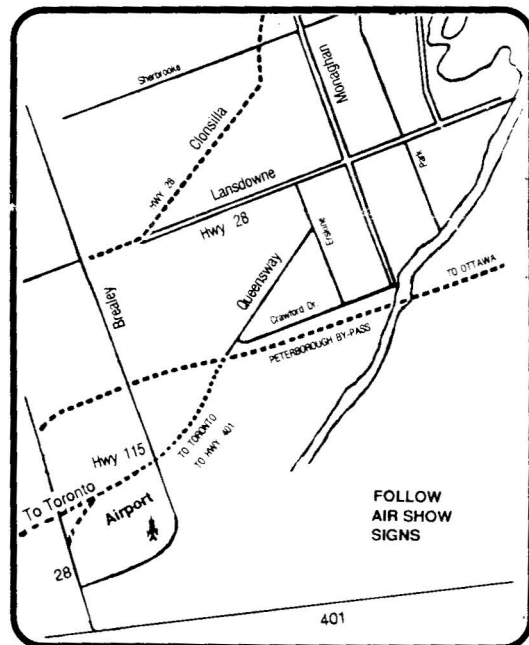 Sherbrooke
Monaghan
Clonsilla
HWY 28
Lansdowne
Park
Hwy 28
Erskine
Queensway
TO OTTAWA
Brealey
Crawford Dr.
PETERBOROUGH BY-PASS
Hwy 115
TO TORONTO
TO HWY 401
To Toronto
Airport
FOLLOW
AIR SHOW
SIGNS
28
401